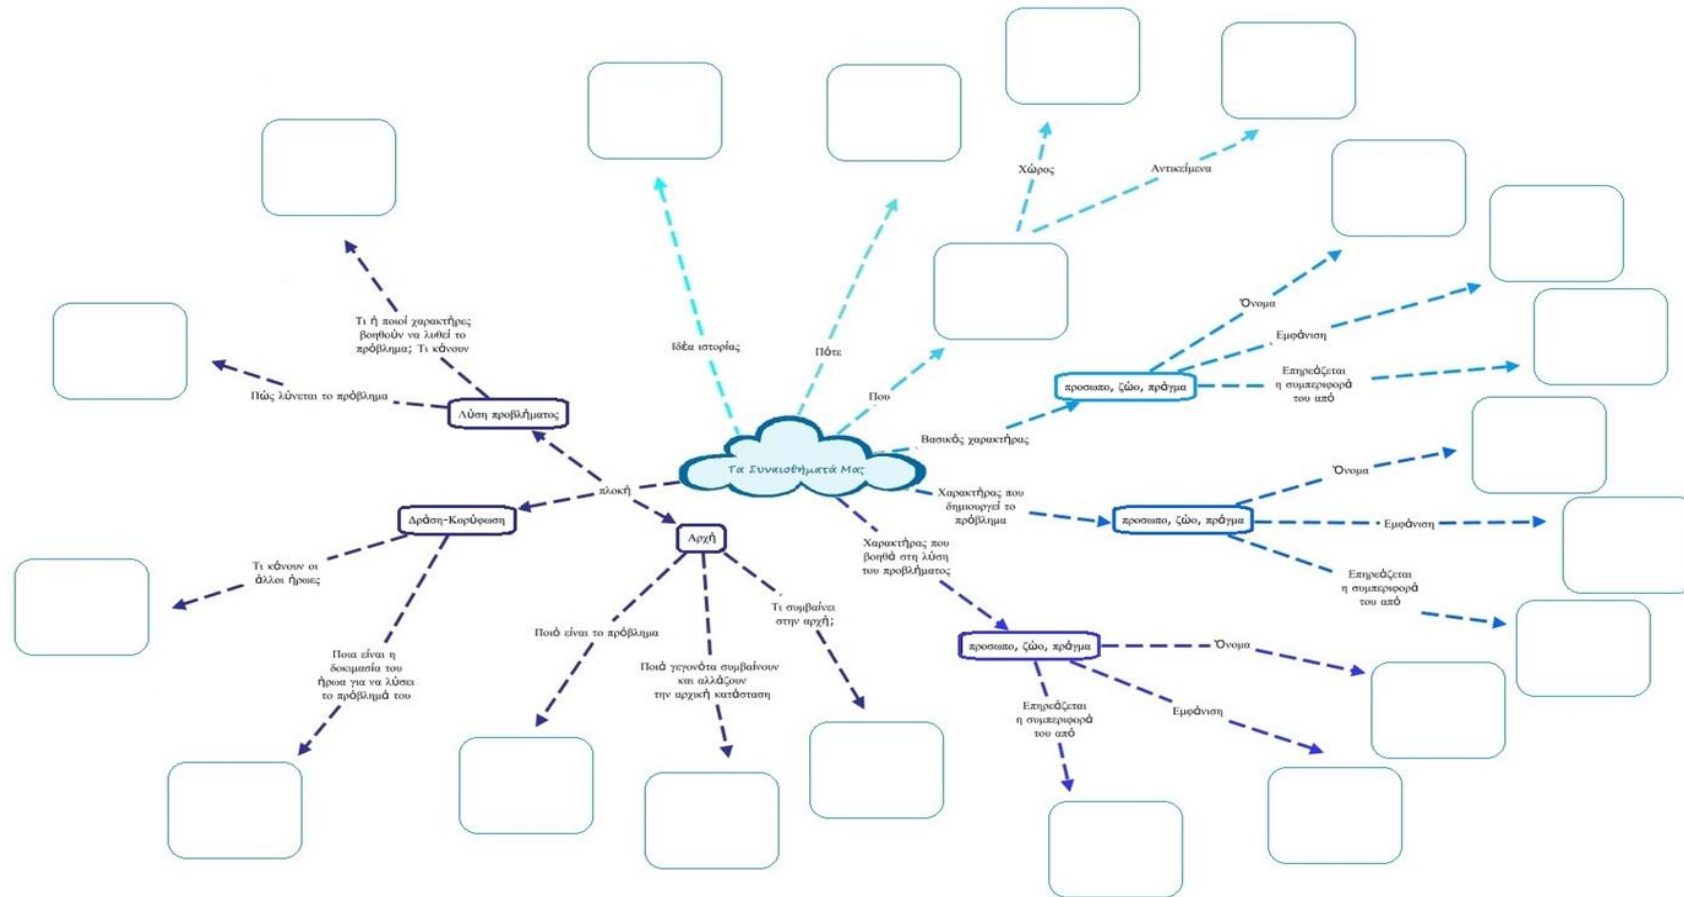 Χώρος
Αντικείμενα
Όνομα
Εμφάνιση
Επηρεάζεται
η συμπεριφορά
του από
προσωπο, ζώο, πράγμα
Ιδέα ιστορίας
Πότε
Που
Βασικός χαρακτήρας
Τι ή ποιοί χαρακτήρες
βοηθούν να λυθεί το
πρόβλημα; Τι κάνουν
Πώς λύνεται το πρόβλημα
Λύση προβλήματος
Τα Συναισθήματά Μας
πλοκή
Δράση-Κορύφωση
Αρχή
Χαρακτήρας που
δημιουργεί το
πρόβλημα
προσωπο, ζώο, πράγμα
Όνομα
Εμφάνιση
Επηρεάζεται
η συμπεριφορά
του από
Χαρακτήρας που
βοηθά στη λύση
του προβλήματος
προσωπο, ζώο, πράγμα
Όνομα
Εμφάνιση
Επηρεάζεται
η συμπεριφορά
του από
Τι κάνουν οι
άλλοι ήρωες
Ποια είναι η
δοκιμασία του
ήρωα για να λύσει
το πρόβλημά του
Ποιό είναι το πρόβλημα
Ποιά γεγονότα συμβαίνουν
και αλλάζουν
την αρχική κατάσταση
Τι συμβαίνει
στην αρχή;